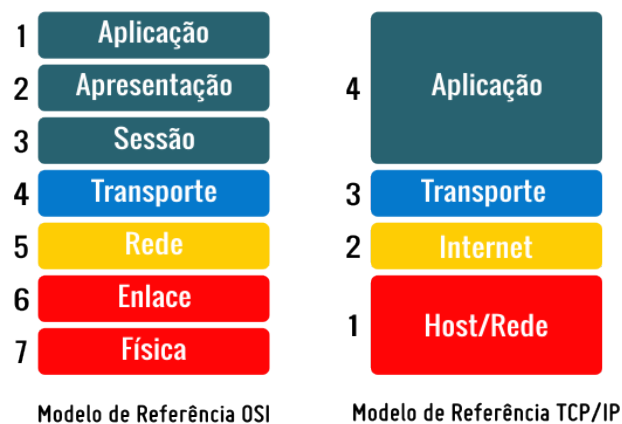 1 Aplicação
2 Apresentação
3 Sessão
4 Transporte
5 Rede
6 Enlace
7 Física
Modelo de Referência OSI
4 Aplicação
3 Transporte
2 Internet
1 Host/Rede
Modelo de Referência TCP/IP